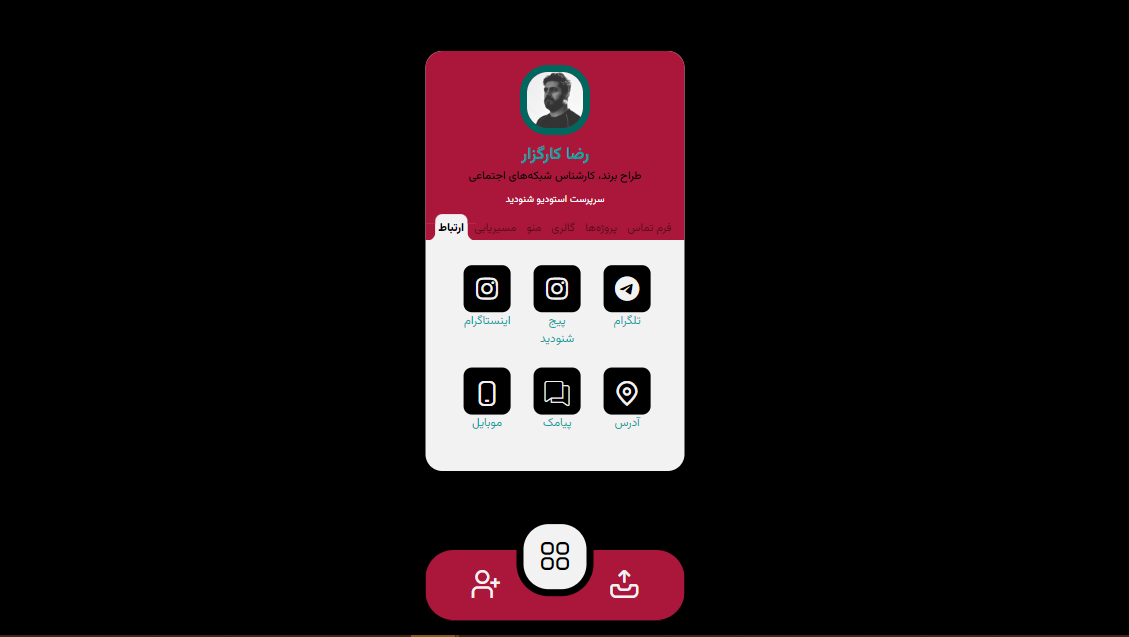 رضا کارگزار
طراح برند، کارشناس شبکه‌های اجتماعی
سرپرست استودیو شنودید
فرم تماس پروژه‌ها گالری منو مسیریابی ارتباط
تلگرام پیج شنودید اینستاگرام
آدرس پیامک موبایل